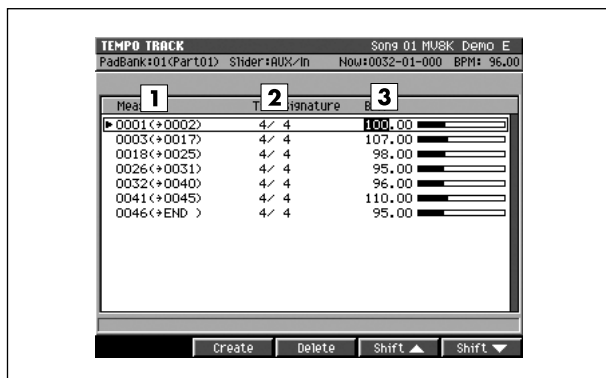 TEMPO TRACK Song 01 MV8K Demo E
PadBank:01(Part01) Slider:AUX/In Now:0032-01-000 BPM: 96.00
1 2 3
▶0001(→0002) 4/ 4 100.00
0003(→0017) 4/ 4 107.00
0018(→0025) 4/ 4 98.00
0026(→0031) 4/ 4 95.00
0032(→0040) 4/ 4 96.00
0041(→0045) 4/ 4 110.00
0046(→END ) 4/ 4 95.00
Create Delete Shift ▲ Shift ▼